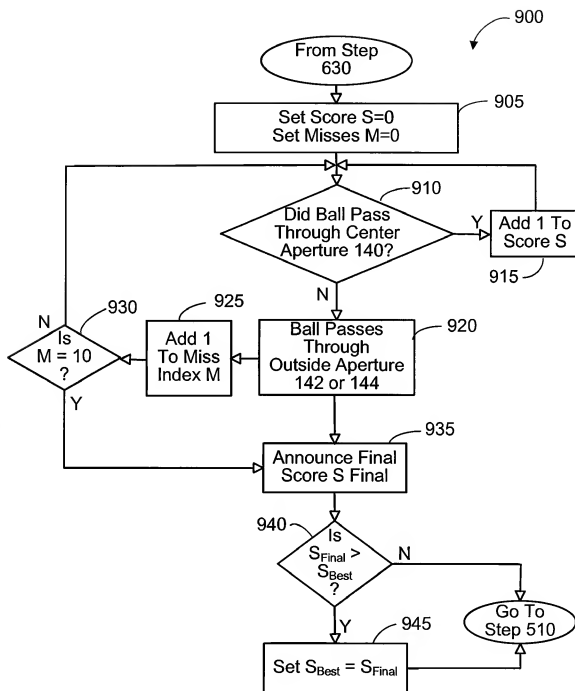 900
From Step
630
905
Set Score S=0
Set Misses M=0
910
Did Ball Pass
Through Center
Aperture 140?
Y
Add 1 To
Score S
915
N
N
930
Is
M = 10
?
Y
925
Add 1
To Miss
Index M
920
Ball Passes
Through
Outside Aperture
142 or 144
935
Announce Final
Score S Final
940
Is
SFinal >
SBest
?
N
Y
Go To
Step 510
945
Set SBest = SFinal